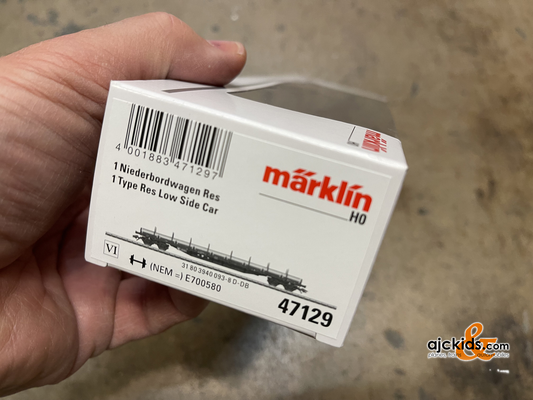 4 001883 471297
1 Niederbordwagen Res
1 Type Res Low Side Car
märklin
H0
VI
31 80 3940 093-8 D-DB
(NEM =) E700580
47129
märklin
&
ajckids.com